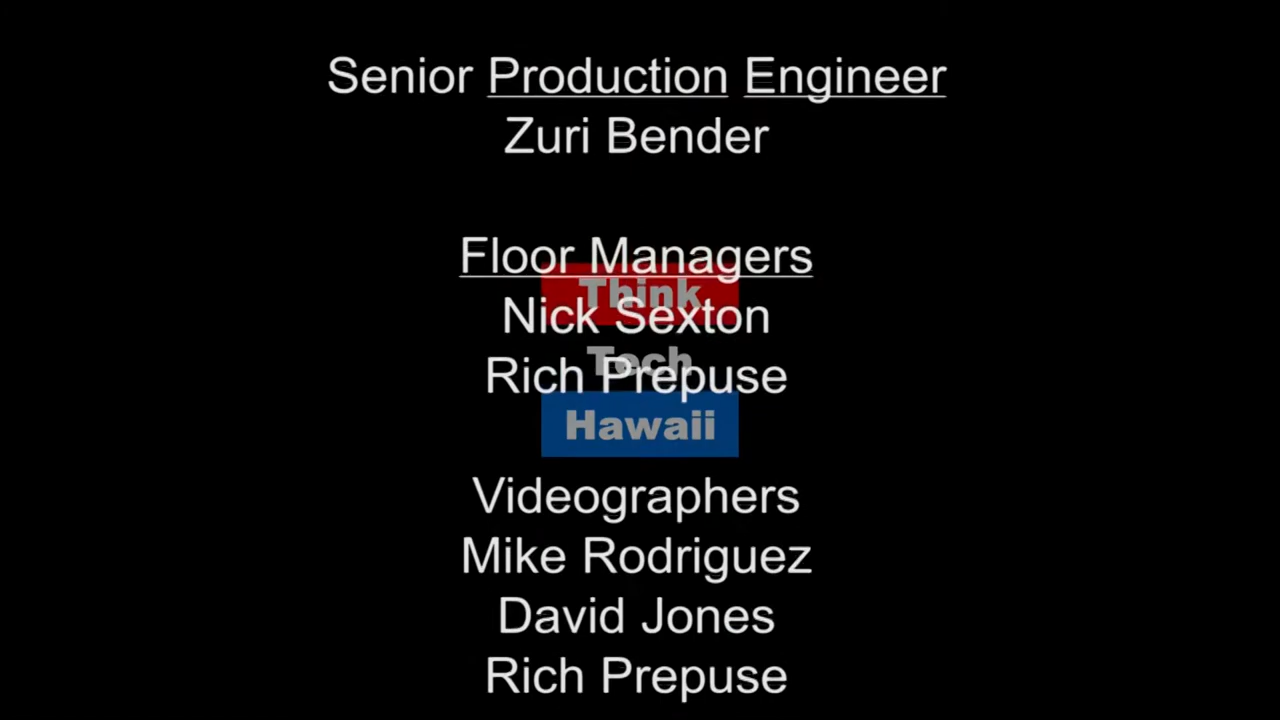 Senior Production Engineer
Zuri Bender
Floor Managers
Think
Nick Sexton
Tech
Rich Prepuse
Hawaii
Videographers
Mike Rodriguez
David Jones
Rich Prepuse